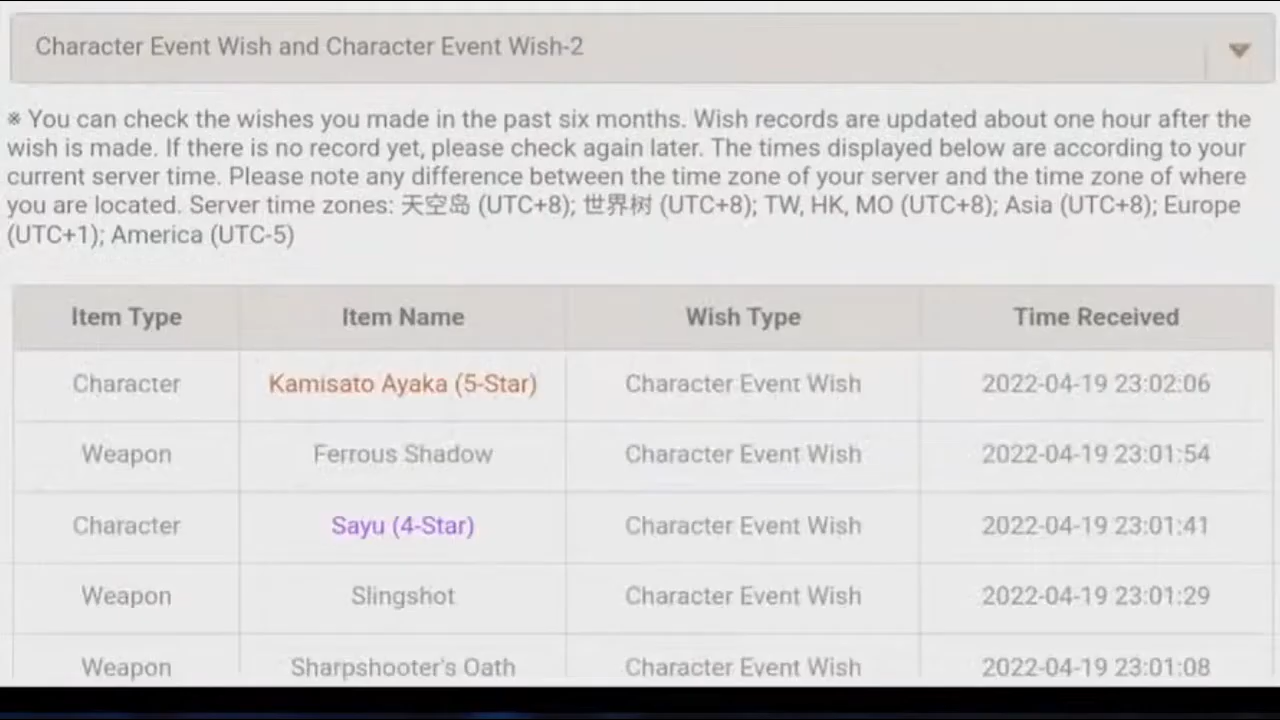 Character Event Wish and Character Event Wish-2
※ You can check the wishes you made in the past six months. Wish records are updated about one hour after the
wish is made. If there is no record yet, please check again later. The times displayed below are according to your
current server time. Please note any difference between the time zone of your server and the time zone of where
you are located. Server time zones: 天空岛 (UTC+8); 世界树 (UTC+8); TW, HK, MO (UTC+8); Asia (UTC+8); Europe
(UTC+1); America (UTC-5)
Item Type Item Name Wish Type Time Received
Character Kamisato Ayaka (5-Star) Character Event Wish 2022-04-19 23:02:06
Weapon Ferrous Shadow Character Event Wish 2022-04-19 23:01:54
Character Sayu (4-Star) Character Event Wish 2022-04-19 23:01:41
Weapon Slingshot Character Event Wish 2022-04-19 23:01:29
Weapon Sharpshooter's Oath Character Event Wish 2022-04-19 23:01:08